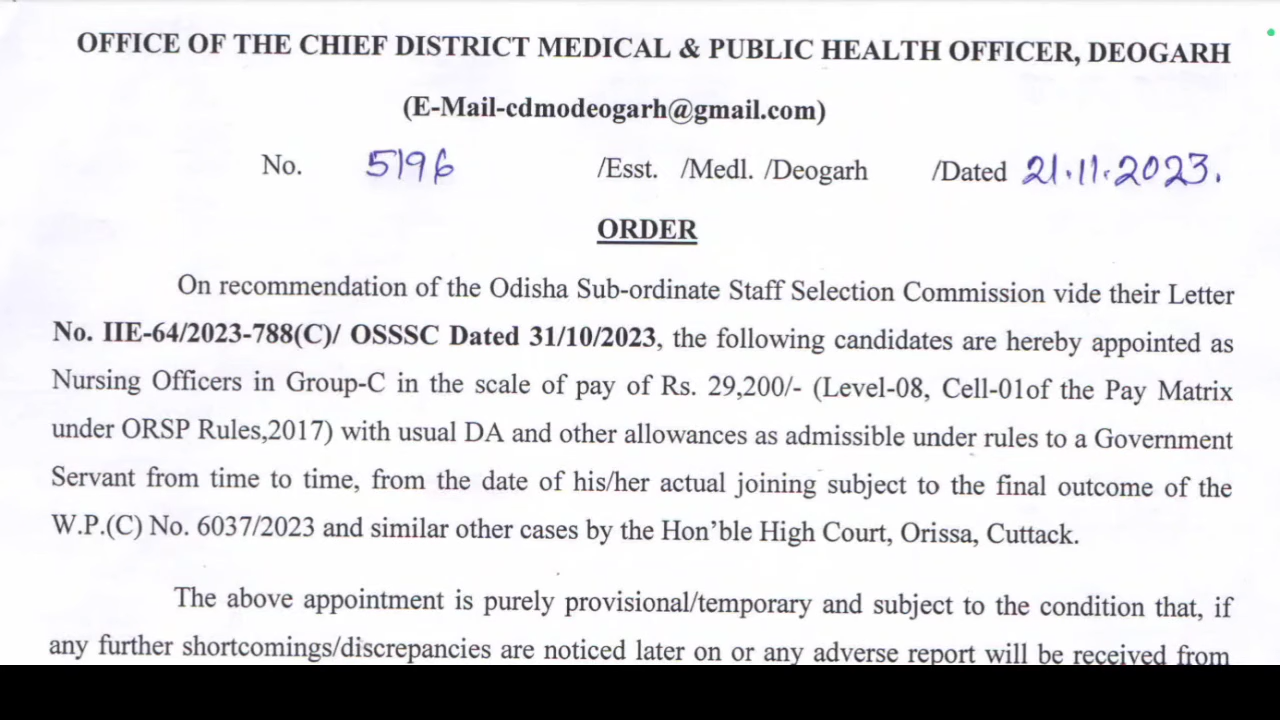 OFFICE OF THE CHIEF DISTRICT MEDICAL & PUBLIC HEALTH OFFICER, DEOGARH
(E-Mail-cdmodeogarh@gmail.com)
No. 5196 /Esst. /Medl. /Deogarh /Dated 21.11.2023.
ORDER
On recommendation of the Odisha Sub-ordinate Staff Selection Commission vide their Letter
No. IIE-64/2023-788(C)/ OSSSC Dated 31/10/2023, the following candidates are hereby appointed as
Nursing Officers in Group-C in the scale of pay of Rs. 29,200/- (Level-08, Cell-01of the Pay Matrix
under ORSP Rules,2017) with usual DA and other allowances as admissible under rules to a Government
Servant from time to time, from the date of his/her actual joining subject to the final outcome of the
W.P.(C) No. 6037/2023 and similar other cases by the Hon'ble High Court, Orissa, Cuttack.
The above appointment is purely provisional/temporary and subject to the condition that, if
any further shortcomings/discrepancies are noticed later on or any adverse report will be received from